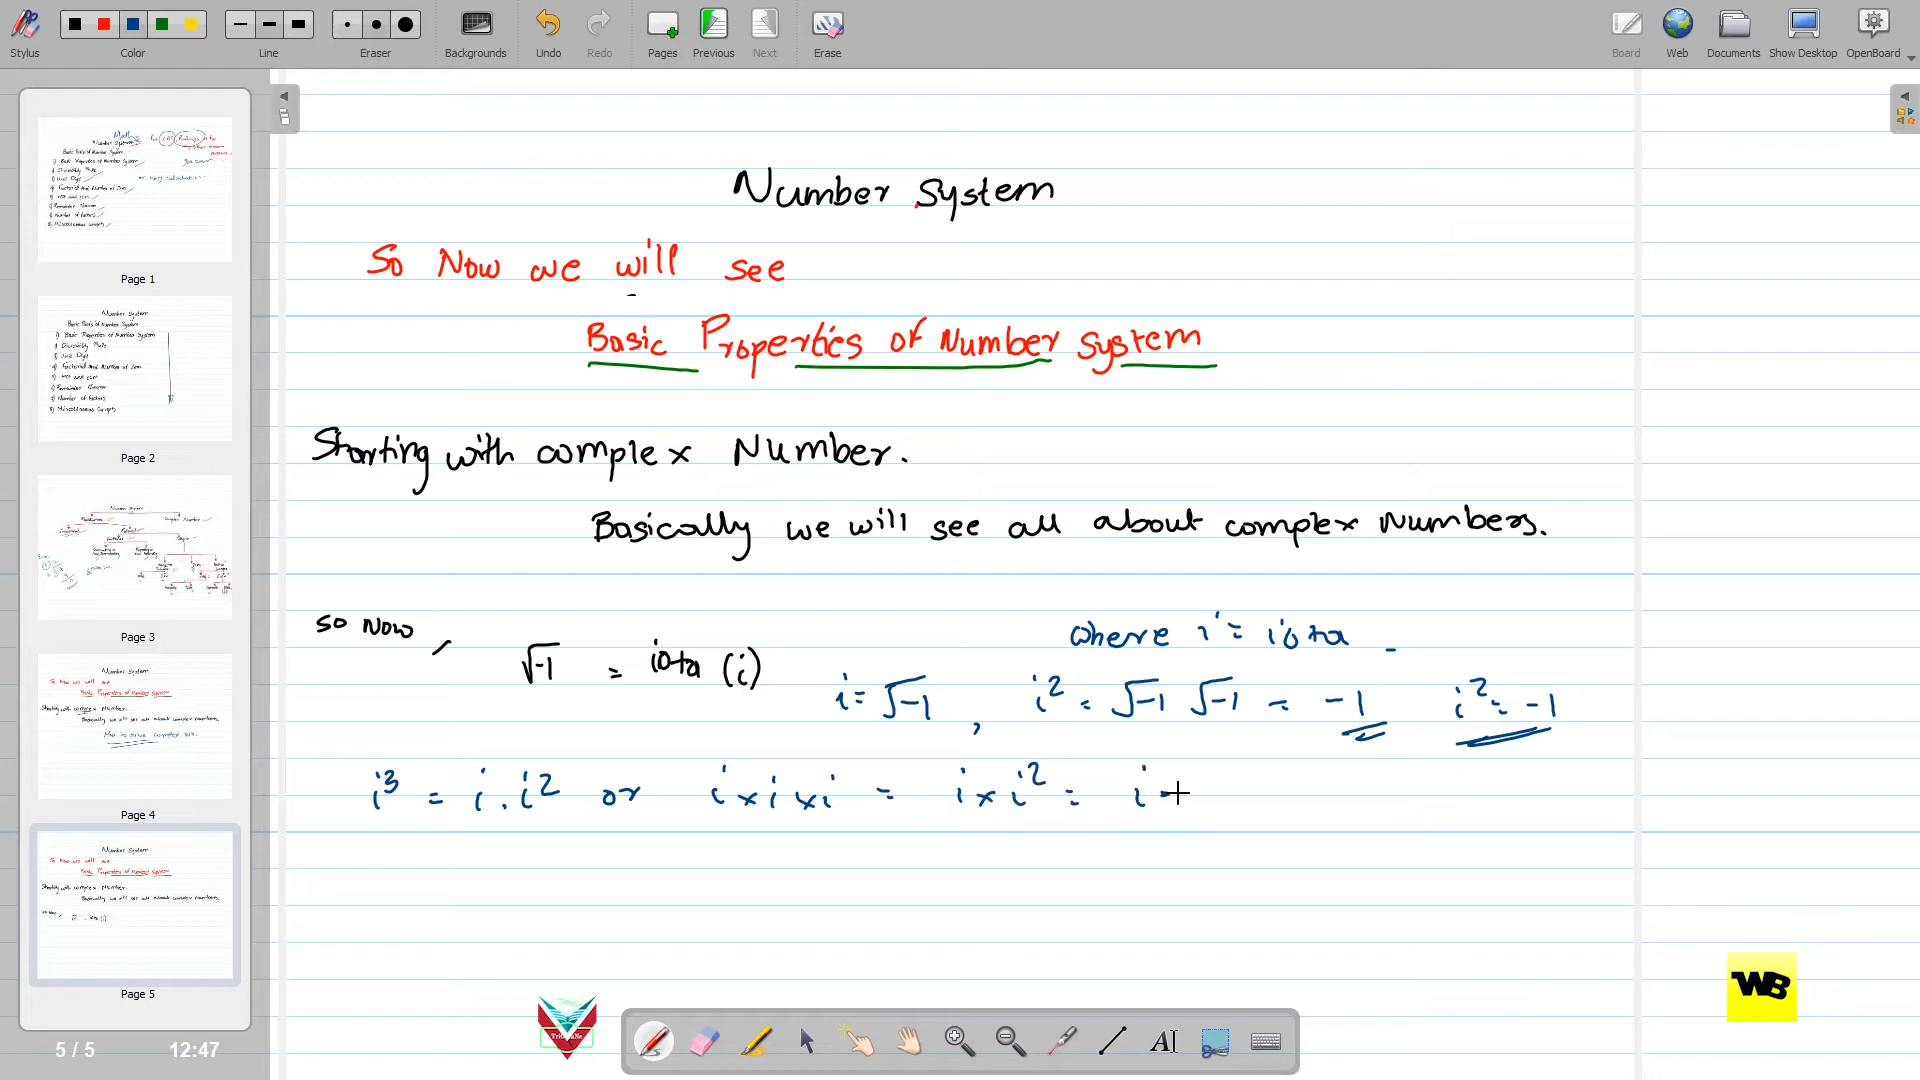 Stylus
Color
Line
Eraser
Backgrounds
Undo
Redo
Pages
Previous
Next
Erase
Board
Web
Documents
Show Desktop
OpenBoard
Page 1
Page 2
Page 3
Page 4
Page 5
5 / 5 12:47
Number System
So Now we will see
Basic Properties of Number System
Starting with complex Number.
Basically we will see all about complex Numbers.
So Now
√-1 = iota (i)
where i = iota
i = √-1 , i² = √-1 √-1 = -1 i² = -1
i³ = i . i² or i × i × i = i × i² = i
WB